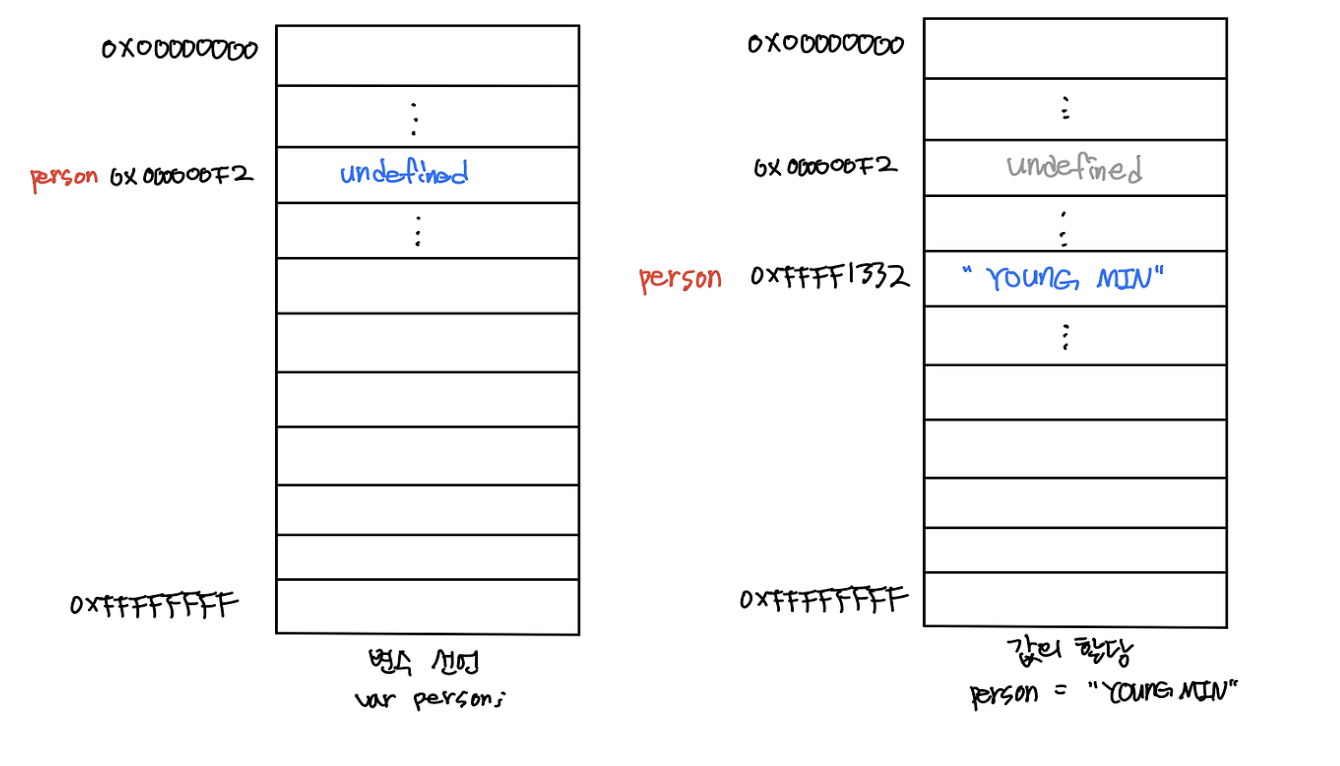 0x00000000
⋮
person 0x000000F2 undefined
⋮
0xFFFFFFFF
변수 선언
var person;
0x00000000
⋮
0x000000F2 undefined
⋮
person 0xFFFF1332 "YOUNG MIN"
⋮
0xFFFFFFFF
값의 할당
person = "YOUNG MIN"